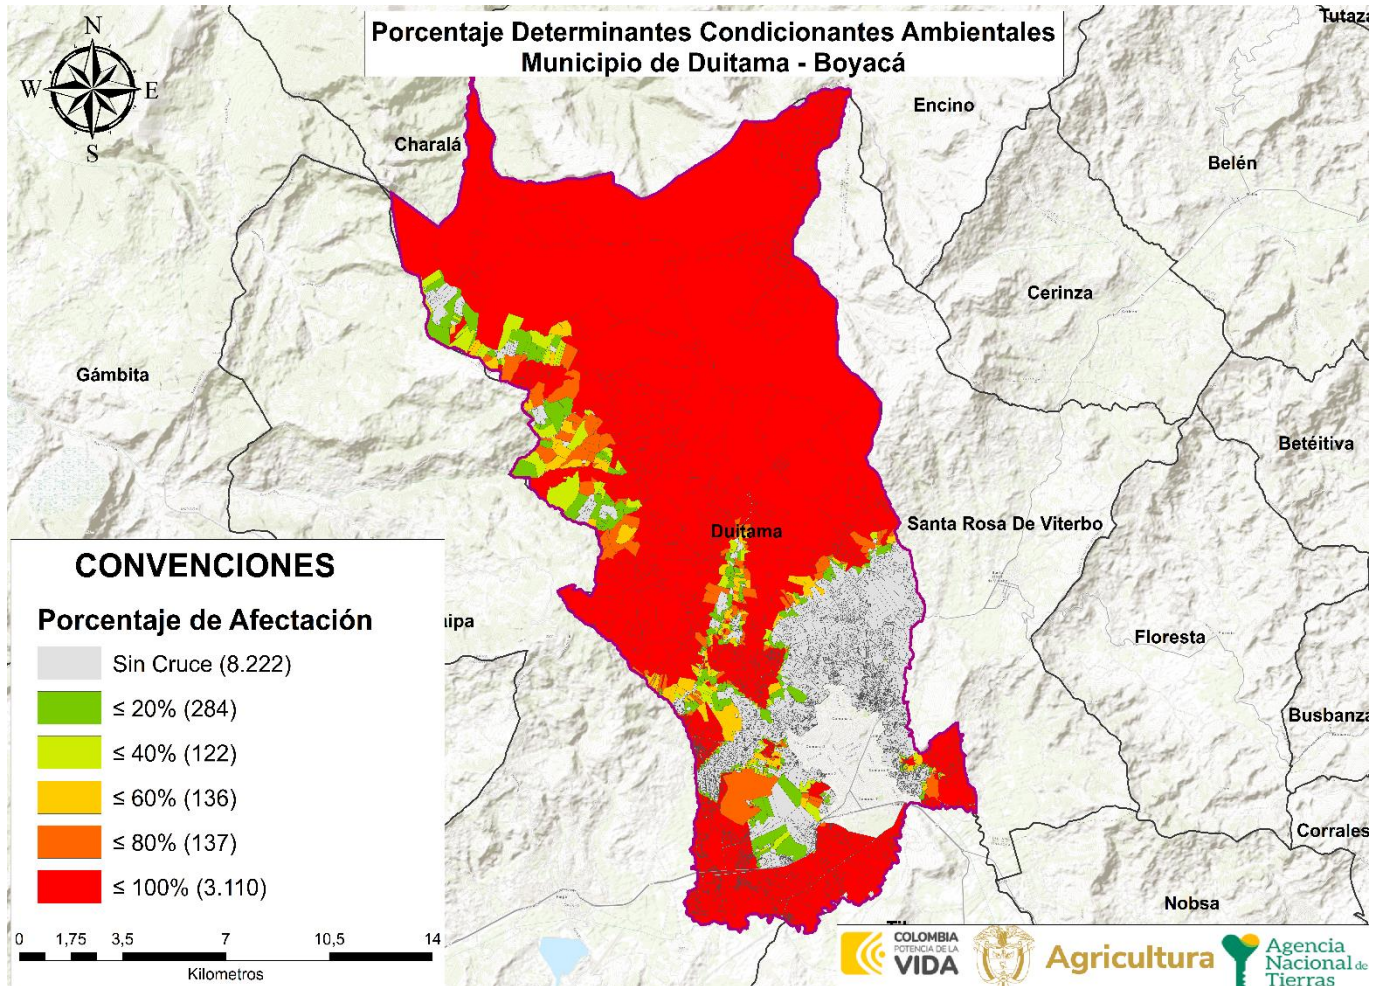 Porcentaje Determinantes Condicionantes Ambientales
Municipio de Duitama - Boyacá
N
W
E
S
Charalá
Encino
Belén
Cerinza
Gámbita
Betéitiva
Duitama
Santa Rosa De Viterbo
Floresta
Busbanza
Corrales
Nobsa
CONVENCIONES
Porcentaje de Afectación
Sin Cruce (8.222)
≤ 20% (284)
≤ 40% (122)
≤ 60% (136)
≤ 80% (137)
≤ 100% (3.110)
0 1,75 3,5 7 10,5 14
Kilometros
COLOMBIA
POTENCIA DE LA
VIDA
Agricultura
Agencia
Nacional de
Tierras